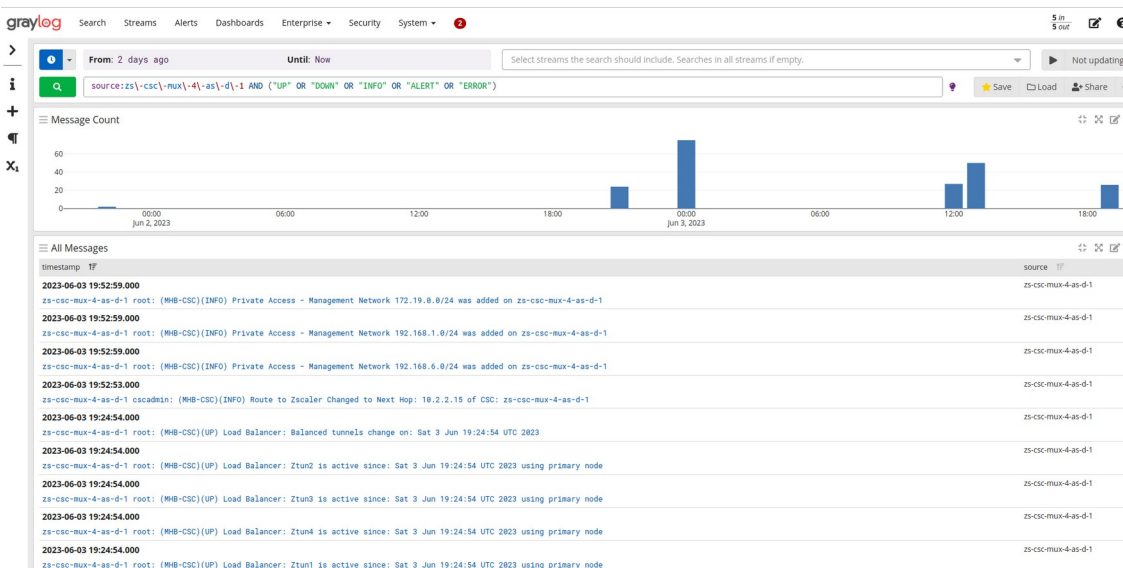 graylog Search Streams Alerts Dashboards Enterprise Security System 2 5 in 5 out
From: 2 days ago Until: Now Select streams the search should include. Searches in all streams if empty. Not updating
source:zs\-csc\-mux\-4\-as\-d\-1 AND ("UP" OR "DOWN" OR "INFO" OR "ALERT" OR "ERROR") Save Load Share
Message Count
60
40
20
0
00:00 06:00 12:00 18:00 00:00 06:00 12:00 18:00
Jun 2, 2023 Jun 3, 2023
All Messages
timestamp source
2023-06-03 19:52:59.000 zs-csc-mux-4-as-d-1
zs-csc-mux-4-as-d-1 root: (MHB-CSC)(INFO) Private Access - Management Network 172.19.0.0/24 was added on zs-csc-mux-4-as-d-1
2023-06-03 19:52:59.000 zs-csc-mux-4-as-d-1
zs-csc-mux-4-as-d-1 root: (MHB-CSC)(INFO) Private Access - Management Network 192.168.1.0/24 was added on zs-csc-mux-4-as-d-1
2023-06-03 19:52:59.000 zs-csc-mux-4-as-d-1
zs-csc-mux-4-as-d-1 root: (MHB-CSC)(INFO) Private Access - Management Network 192.168.6.0/24 was added on zs-csc-mux-4-as-d-1
2023-06-03 19:52:53.000 zs-csc-mux-4-as-d-1
zs-csc-mux-4-as-d-1 cscadmin: (MHB-CSC)(INFO) Route to Zscaler Changed to Next Hop: 10.2.2.15 of CSC: zs-csc-mux-4-as-d-1
2023-06-03 19:24:54.000 zs-csc-mux-4-as-d-1
zs-csc-mux-4-as-d-1 root: (MHB-CSC)(UP) Load Balancer: Balanced tunnels change on: Sat 3 Jun 19:24:54 UTC 2023
2023-06-03 19:24:54.000 zs-csc-mux-4-as-d-1
zs-csc-mux-4-as-d-1 root: (MHB-CSC)(UP) Load Balancer: Ztun2 is active since: Sat 3 Jun 19:24:54 UTC 2023 using primary node
2023-06-03 19:24:54.000 zs-csc-mux-4-as-d-1
zs-csc-mux-4-as-d-1 root: (MHB-CSC)(UP) Load Balancer: Ztun3 is active since: Sat 3 Jun 19:24:54 UTC 2023 using primary node
2023-06-03 19:24:54.000 zs-csc-mux-4-as-d-1
zs-csc-mux-4-as-d-1 root: (MHB-CSC)(UP) Load Balancer: Ztun4 is active since: Sat 3 Jun 19:24:54 UTC 2023 using primary node
2023-06-03 19:24:54.000 zs-csc-mux-4-as-d-1
zs-csc-mux-4-as-d-1 root: (MHB-CSC)(UP) Load Balancer: Ztun1 is active since: Sat 3 Jun 19:24:54 UTC 2023 using primary node